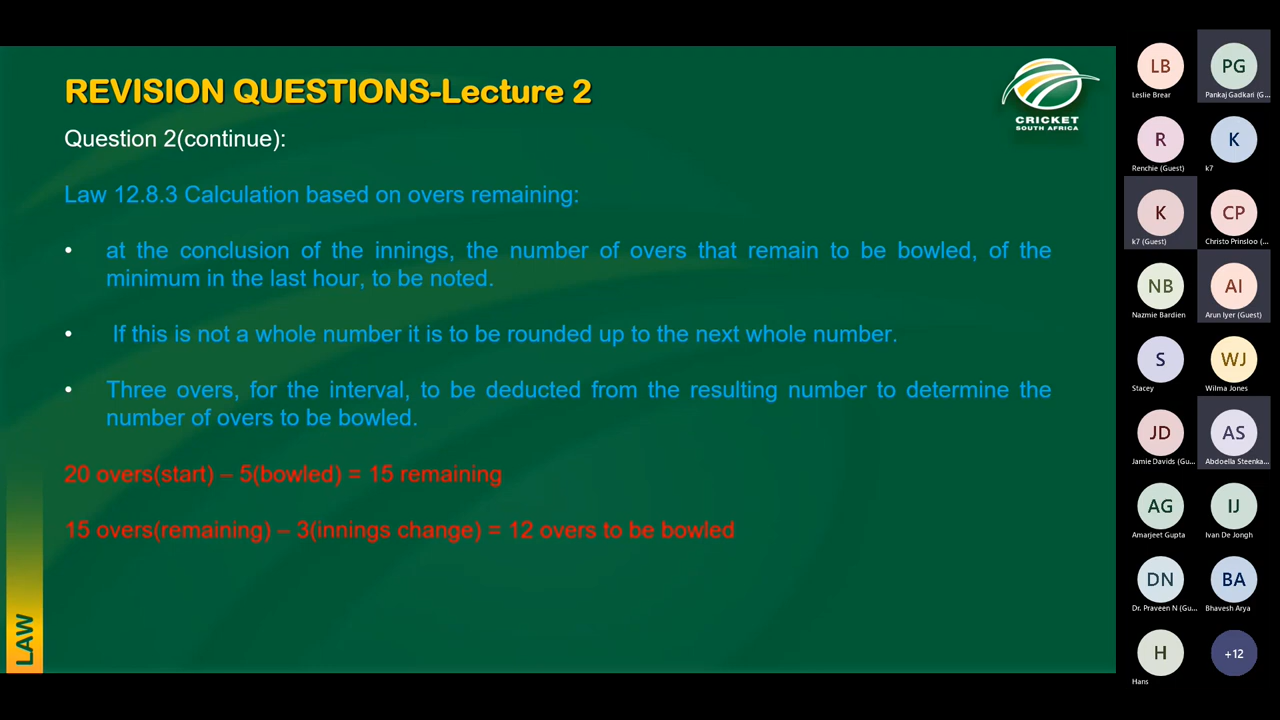 REVISION QUESTIONS-Lecture 2
CRICKET
SOUTH AFRICA
Question 2(continue):
Law 12.8.3 Calculation based on overs remaining:
• at the conclusion of the innings, the number of overs that remain to be bowled, of the
minimum in the last hour, to be noted.
• If this is not a whole number it is to be rounded up to the next whole number.
• Three overs, for the interval, to be deducted from the resulting number to determine the
number of overs to be bowled.
20 overs(start) – 5(bowled) = 15 remaining
15 overs(remaining) – 3(innings change) = 12 overs to be bowled
LAW
LB PG
Leslie Brear Pankaj Gadkari (G...
R K
Renchie (Guest) k7
K CP
k7 (Guest) Christo Prinsloo (...
NB AI
Nazmie Bardien Arun Iyer (Guest)
S WJ
Stacey Wilma Jones
JD AS
Jamie Davids (Gu... Abdoella Steenka...
AG IJ
Amarjeet Gupta Ivan De Jongh
DN BA
Dr. Praveen N (Gu... Bhavesh Arya
H +12
Hans